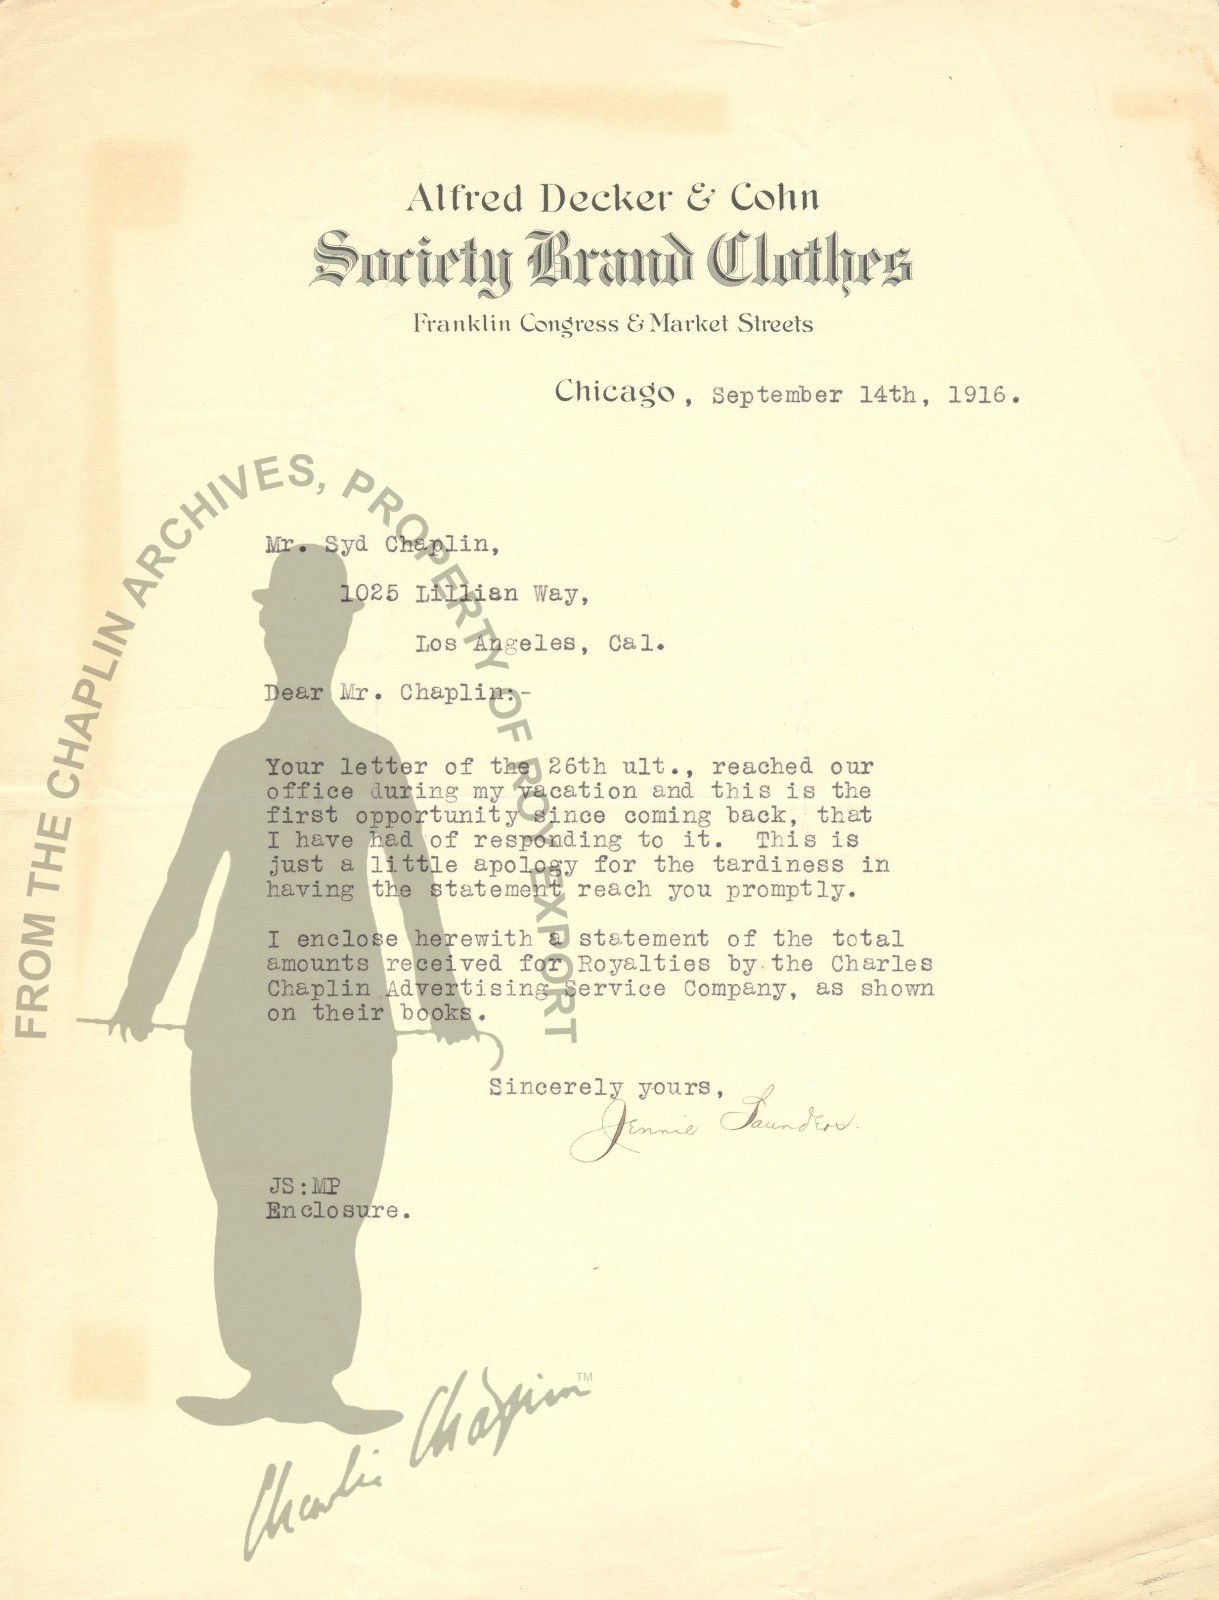 Alfred Decker & Cohn
Society Brand Clothes
Franklin Congress & Market Streets
Chicago, September 14th, 1916.
Mr. Syd Chaplin,
1025 Lillian Way,
Los Angeles, Cal.
Dear Mr. Chaplin:-
Your letter of the 26th ult., reached our
office during my vacation and this is the
first opportunity since coming back, that
I have had of responding to it.  This is
just a little apology for the tardiness in
having the statement reach you promptly.
I enclose herewith a statement of the total
amounts received for Royalties by the Charles
Chaplin Advertising Service Company, as shown
on their books.
Sincerely yours,
Jennie Saunders.
JS:MP
Enclosure.
FROM THE CHAPLIN ARCHIVES, PROPERTY OF ROY EXPORT
Charlie Chaplin™